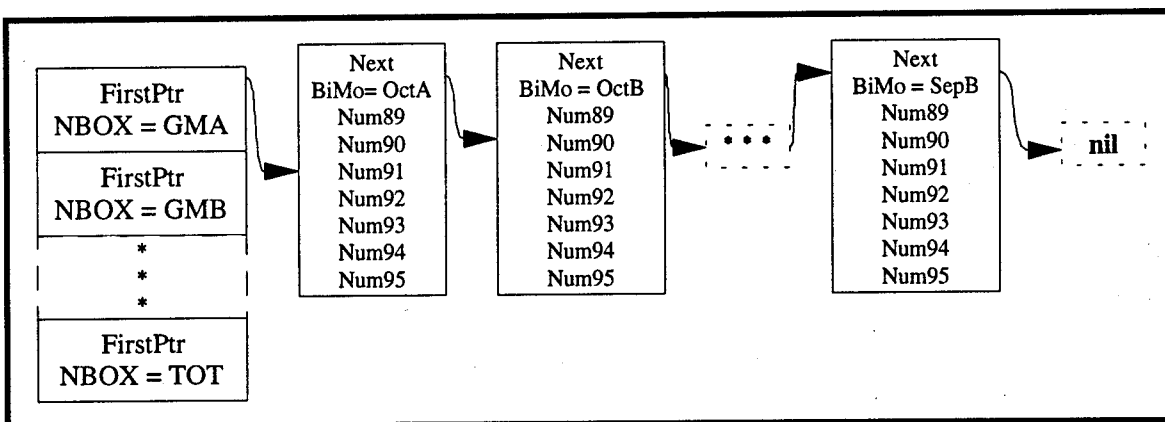 FirstPtr
NBOX = GMA
FirstPtr
NBOX = GMB
*
*
*
FirstPtr
NBOX = TOT
Next
BiMo= OctA
Num89
Num90
Num91
Num92
Num93
Num94
Num95
Next
BiMo = OctB
Num89
Num90
Num91
Num92
Num93
Num94
Num95
* * *
Next
BiMo = SepB
Num89
Num90
Num91
Num92
Num93
Num94
Num95
nil